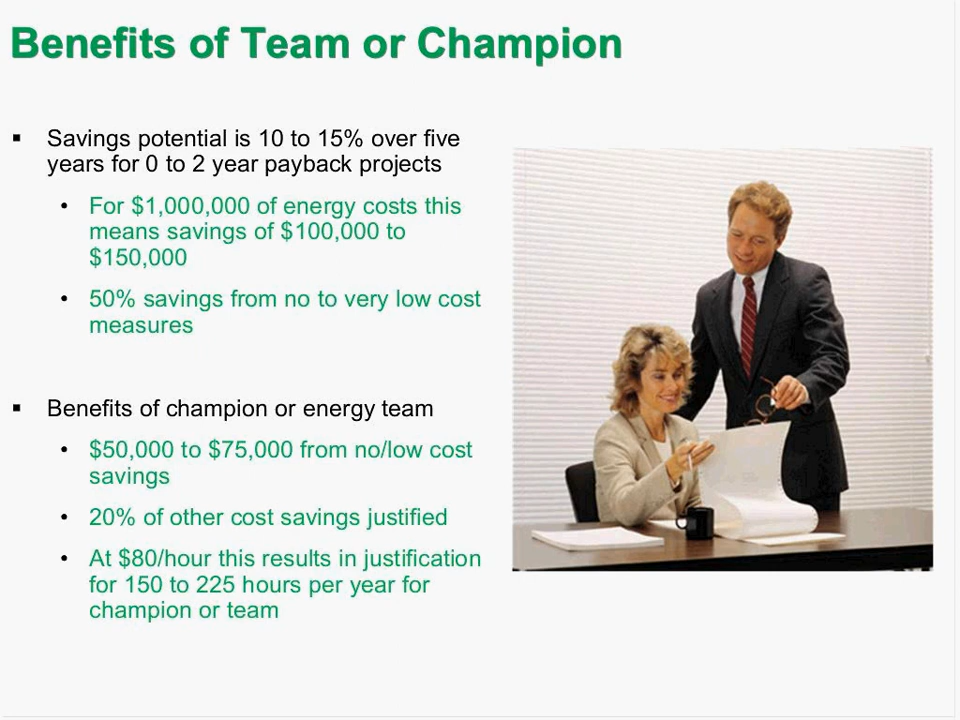 Benefits of Team or Champion
▪ Savings potential is 10 to 15% over five
years for 0 to 2 year payback projects
• For $1,000,000 of energy costs this
means savings of $100,000 to
$150,000
• 50% savings from no to very low cost
measures
▪ Benefits of champion or energy team
• $50,000 to $75,000 from no/low cost
savings
• 20% of other cost savings justified
• At $80/hour this results in justification
for 150 to 225 hours per year for
champion or team